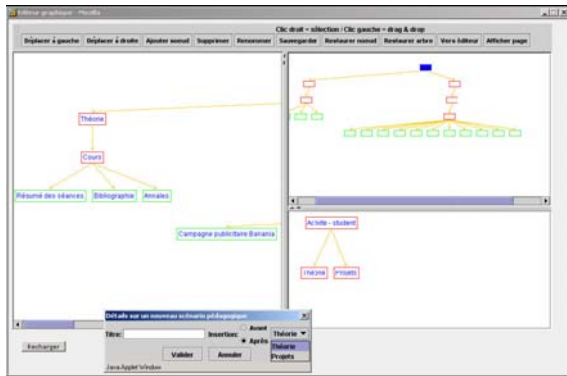 Editeur graphique - Mozilla
Clic droit = sélection / Clic gauche = drag & drop
Déplacer à gauche Déplacer à droite Ajouter noeud Supprimer Renommer Sauvegarder Restaurer noeud Restaurer arbre Vers éditeur Afficher page
Théorie
Cours
Résumé des séances Bibliographie Annales
Campagne publicitaire Banania
Activité - student
Théorie Projets
Détails sur un nouveau scénario pédagogique
Titre: Insertion: Avant
Après
Théorie
Théorie
Projets
Valider Annuler
Java Applet Window
Recharger